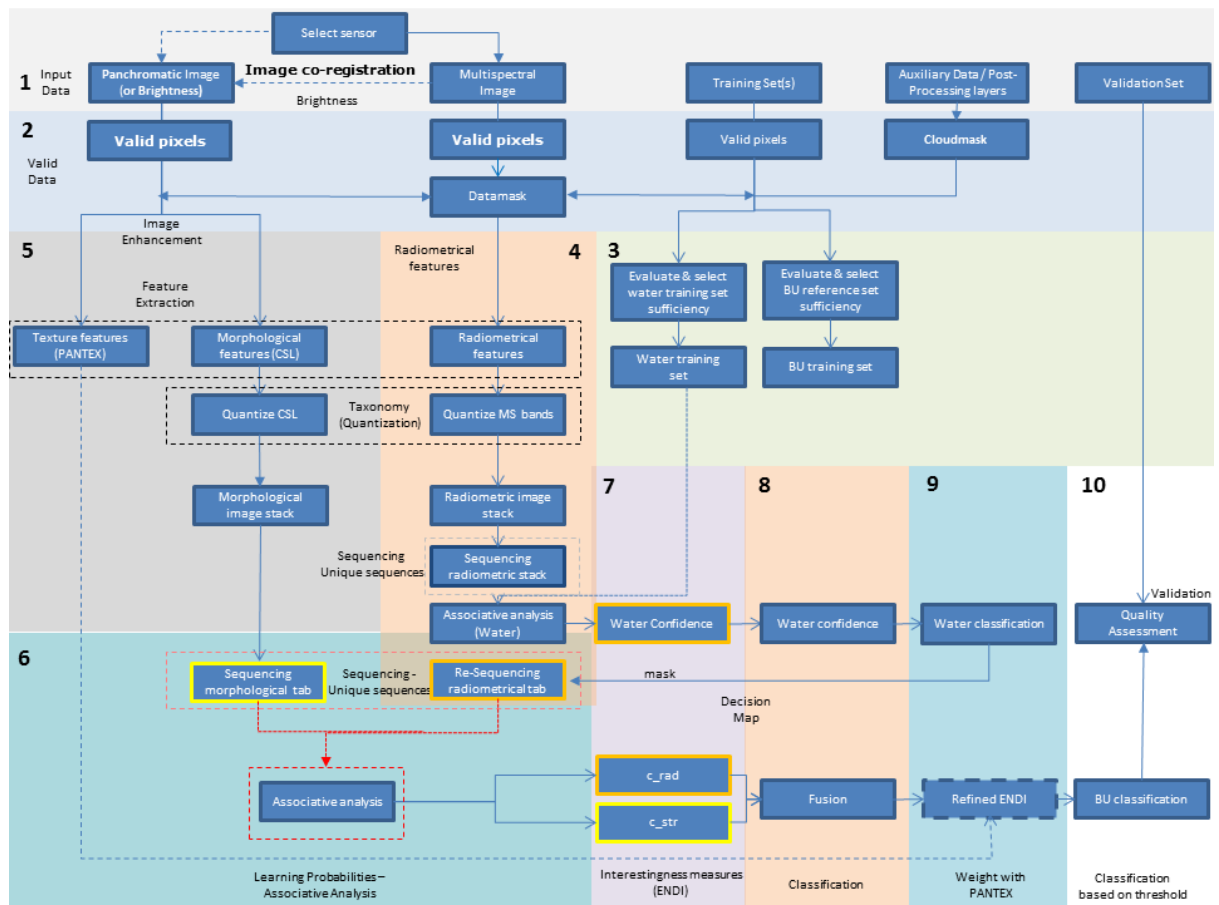 Select sensor
1
Input
Data
Panchromatic Image
(or Brightness)
Image co-registration
Brightness
Multispectral
Image
Training Set(s)
Auxiliary Data / Post-
Processing layers
Validation Set
2
Valid
Data
Valid pixels
Valid pixels
Valid pixels
Cloudmask
Datamask
Image
Enhancement
5
Radiometrical
features
4
3
Feature
Extraction
Evaluate & select
water training set
sufficiency
Evaluate & select
BU reference set
sufficiency
Texture features
(PANTEX)
Morphological
features (CSL)
Radiometrical
features
Water training
set
BU training set
Quantize CSL
Taxonomy
(Quantization)
Quantize MS bands
7
8
9
10
Morphological
image stack
Radiometric image
stack
Sequencing
Unique sequences
Sequencing
radiometric stack
Associative analysis
(Water)
Water Confidence
Water confidence
Water classification
Validation
Quality
Assessment
6
Sequencing
morphological tab
Sequencing -
Unique sequences
Re-Sequencing
radiometrical tab
mask
Decision
Map
Associative analysis
c_rad
c_str
Fusion
Refined ENDI
BU classification
Learning Probabilities–
Associative Analysis
Interestingness measures
(ENDI)
Classification
Weight with
PANTEX
Classification
based on threshold